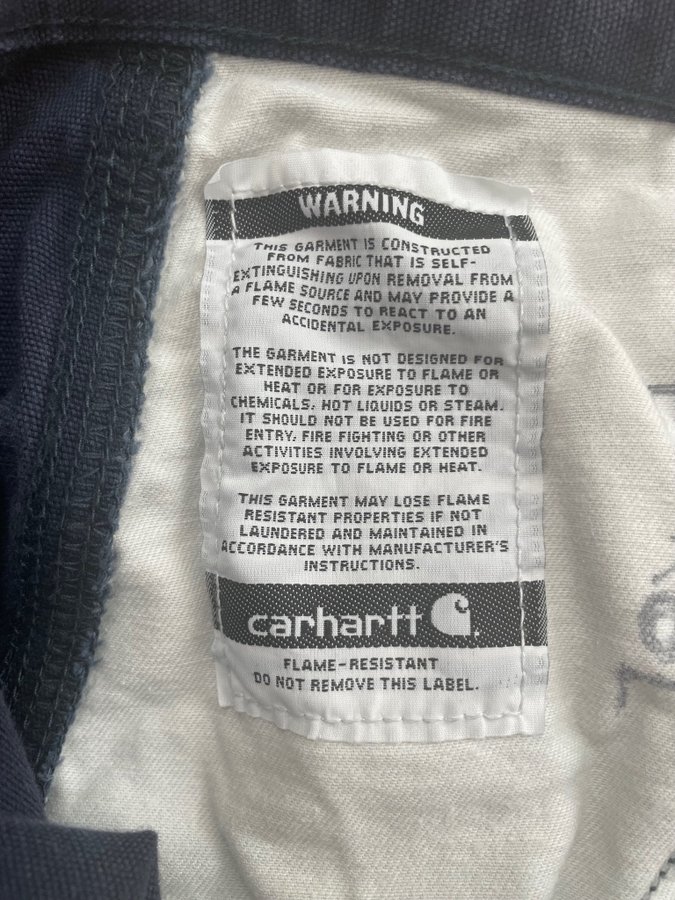 WARNING
THIS GARMENT IS CONSTRUCTED
FROM FABRIC THAT IS SELF-
EXTINGUISHING UPON REMOVAL FROM
A FLAME SOURCE AND MAY PROVIDE A
FEW SECONDS TO REACT TO AN
ACCIDENTAL EXPOSURE.
THE GARMENT IS NOT DESIGNED FOR
EXTENDED EXPOSURE TO FLAME OR
HEAT OR FOR EXPOSURE TO
CHEMICALS, HOT LIQUIDS OR STEAM.
IT SHOULD NOT BE USED FOR FIRE
ENTRY, FIRE FIGHTING OR OTHER
ACTIVITIES INVOLVING EXTENDED
EXPOSURE TO FLAME OR HEAT.
THIS GARMENT MAY LOSE FLAME
RESISTANT PROPERTIES IF NOT
LAUNDERED AND MAINTAINED IN
ACCORDANCE WITH MANUFACTURER'S
INSTRUCTIONS.
carhartt
FLAME-RESISTANT
DO NOT REMOVE THIS LABEL.